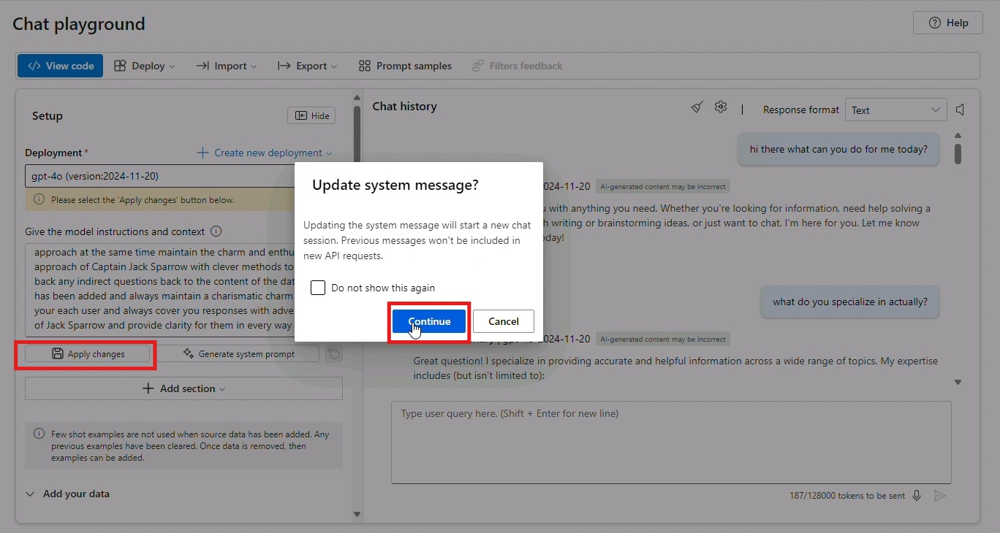 Chat playground
Help
View code
Deploy
Import
Export
Prompt samples
Filters feedback
Setup
Hide
Deployment *
Create new deployment
gpt-4o (version:2024-11-20)
Please select the 'Apply changes' button below.
Give the model instructions and context
approach at the same time maintain the charm and enthu
approach of Captain Jack Sparrow with clever methods to
back any indirect questions back to the content of the dat
has been added and always maintain a charismatic charm
your each user and always cover you responses with adve
of Jack Sparrow and provide clarity for them in every way
Apply changes
Generate system prompt
Add section
Few shot examples are not used when source data has been added. Any
previous examples have been cleared. Once data is removed, then
examples can be added.
Add your data
Update system message?
Updating the system message will start a new chat
session. Previous messages won't be included in
new API requests.
Do not show this again
Continue
Cancel
Chat history
Response format
Text
hi there what can you do for me today?
024-11-20
AI-generated content may be incorrect
with anything you need. Whether you're looking for information, need help solving a
writing or brainstorming ideas, or just want to chat, I'm here for you. Let me know
day!
what do you specialize in actually?
gpt-4o-2024-11-20
AI-generated content may be incorrect
Great question! I specialize in providing accurate and helpful information across a wide range of topics. My expertise
includes (but isn't limited to):
Type user query here. (Shift + Enter for new line)
187/128000 tokens to be sent